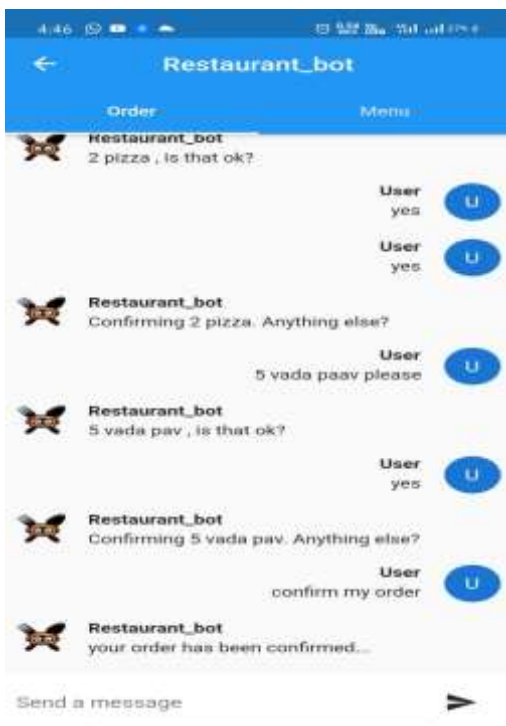 4:46
Restaurant_bot
Order
Menu
Restaurant_bot
2 pizza , is that ok?
User
yes
U
User
yes
U
Restaurant_bot
Confirming 2 pizza. Anything else?
User
5 vada paav please
U
Restaurant_bot
5 vada pav , is that ok?
User
yes
U
Restaurant_bot
Confirming 5 vada pav. Anything else?
User
confirm my order
U
Restaurant_bot
your order has been confirmed...
Send a message